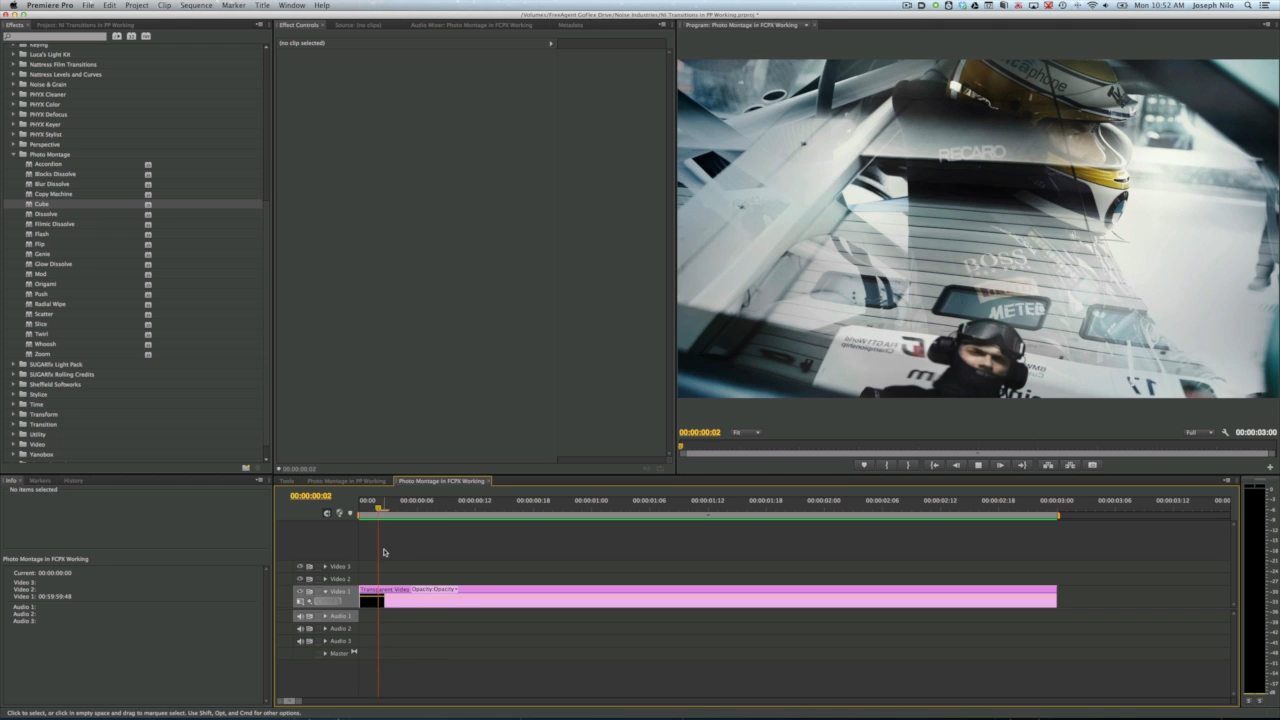 Premiere Pro File Edit Project Clip Sequence Marker Title Window Help
Mon 10:52 AM Joseph Nilo
/Volumes/FreeAgent GoFlex Drive/Noise Industries/NI Transitions in PP Working.prproj *
Effects Project: NI Transitions in PP Working
Effect Controls Source: (no clips) Audio Mixer: Photo Montage in FCPX Working Metadata
Program: Photo Montage in FCPX Working
(no clip selected)
Keying
Luca's Light Kit
Nattress Film Transitions
Nattress Levels and Curves
Noise & Grain
PHYX Cleaner
PHYX Color
PHYX Defocus
PHYX Keyer
PHYX Stylist
Perspective
Photo Montage
Accordion
Blocks Dissolve
Blur Dissolve
Copy Machine
Cube
Dissolve
Filmic Dissolve
Flash
Flip
Genie
Glow Dissolve
Mod
Origami
Push
Radial Wipe
Scatter
Slice
Twirl
Whoosh
Zoom
SUGARfx Light Pack
SUGARfx Rolling Credits
Sheffield Softworks
Stylize
Time
Transform
Transition
Utility
Video
Yanobox
RECARO
BOSS
METEL
00:00:00:02 Fit Full 00:00:03:00
00:00:00:02
Info Markers History
No items selected
Photo Montage in FCPX Working
Current: 00:00:00:00
Video 3:
Video 2:
Video 1: 00:59:59:48
Audio 1:
Audio 2:
Audio 3:
Tools Photo Montage in PP Working Photo Montage in FCPX Working
00:00:00:02
00:00 00:00:00:06 00:00:00:12 00:00:00:18 00:00:01:00 00:00:01:06 00:00:01:12 00:00:01:18 00:00:02:00 00:00:02:06 00:00:02:12 00:00:02:18 00:00:03:00 00:00:03:06 00:00:03:12 00:00
Video 3
Video 2
Video 1
Transparent Video Opacity:Opacity
Audio 1
Audio 2
Audio 3
Master
Click to select, or click in empty space and drag to marquee select. Use Shift, Opt, and Cmd for other options.